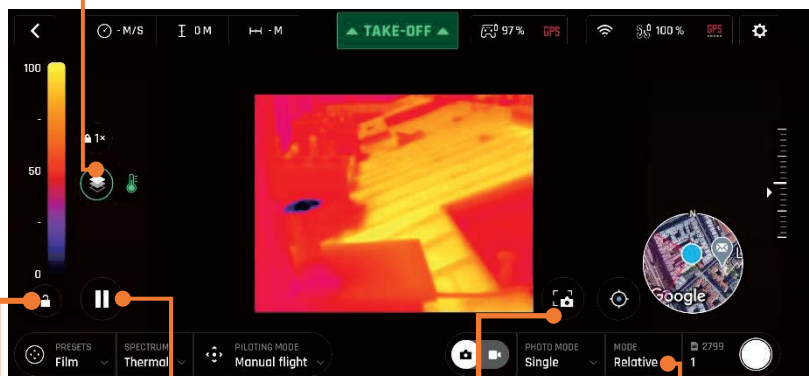 - M/S
0 M
- M
TAKE-OFF
97 %
GPS
100 %
GPS
100
-
50
-
0
1×
N
Google
PRESETS
Film
SPECTRUM
Thermal
PILOTING MODE
Manual flight
PHOTO MODE
Single
MODE
Relative
2799
1